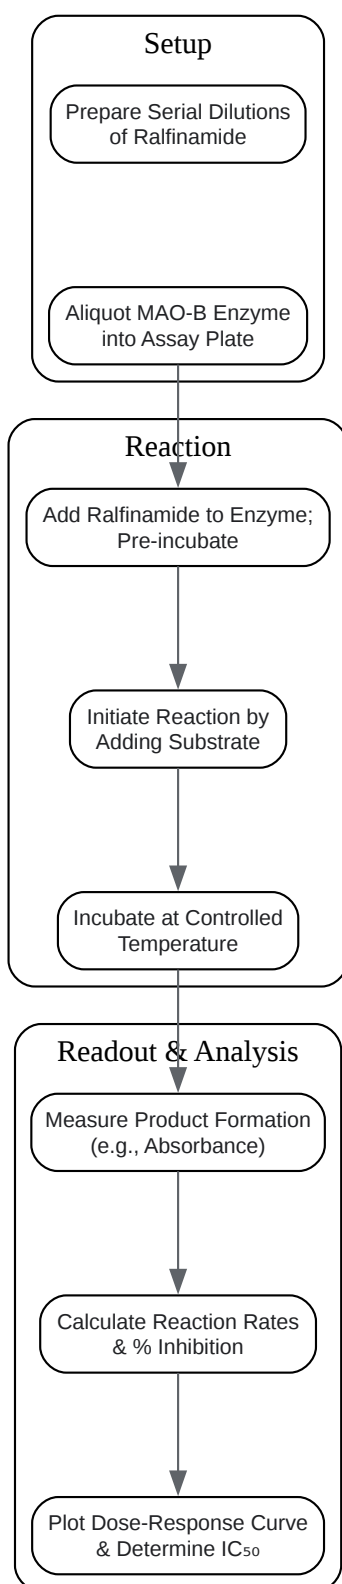 Setup
Prepare Serial Dilutions
of Ralfinamide
Aliquot MAO-B Enzyme
into Assay Plate
Reaction
Add Ralfinamide to Enzyme;
Pre-incubate
Initiate Reaction by
Adding Substrate
Incubate at Controlled
Temperature
Readout & Analysis
Measure Product Formation
(e.g., Absorbance)
Calculate Reaction Rates
& % Inhibition
Plot Dose-Response Curve
& Determine IC₅₀